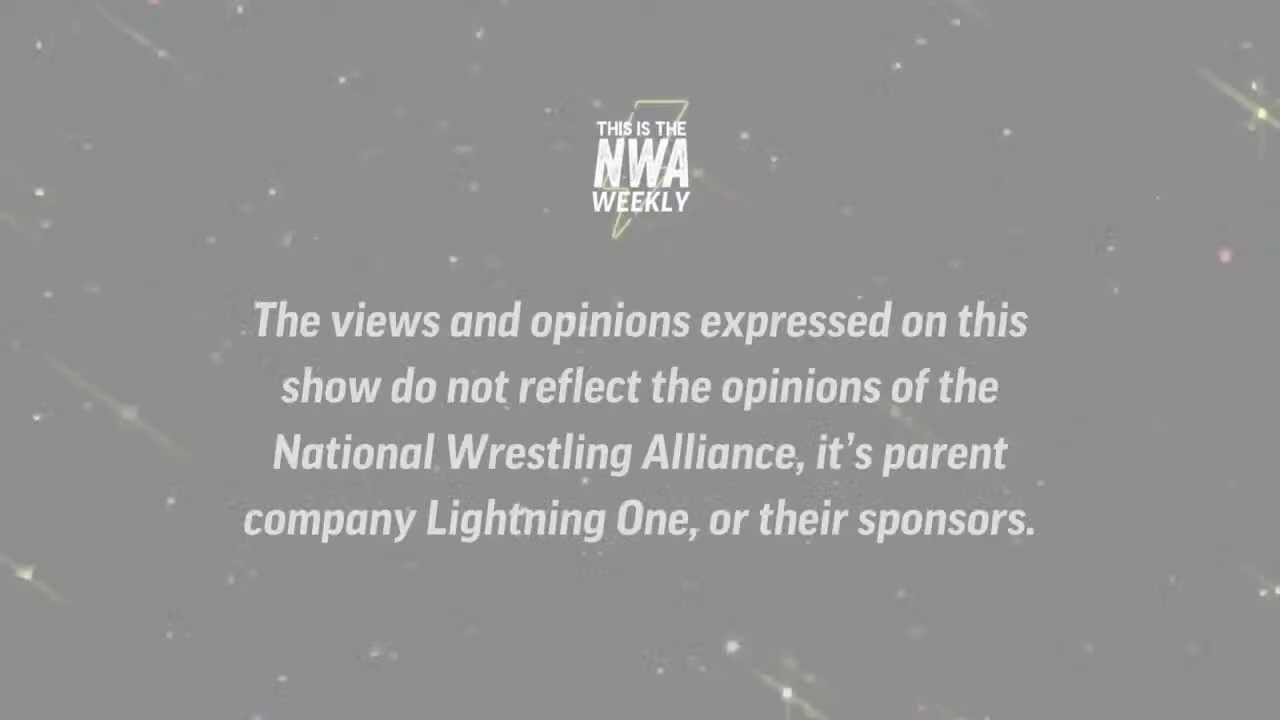 THIS IS THE
NWA
WEEKLY
The views and opinions expressed on this
show do not reflect the opinions of the
National Wrestling Alliance, it’s parent
company Lightning One, or their sponsors.